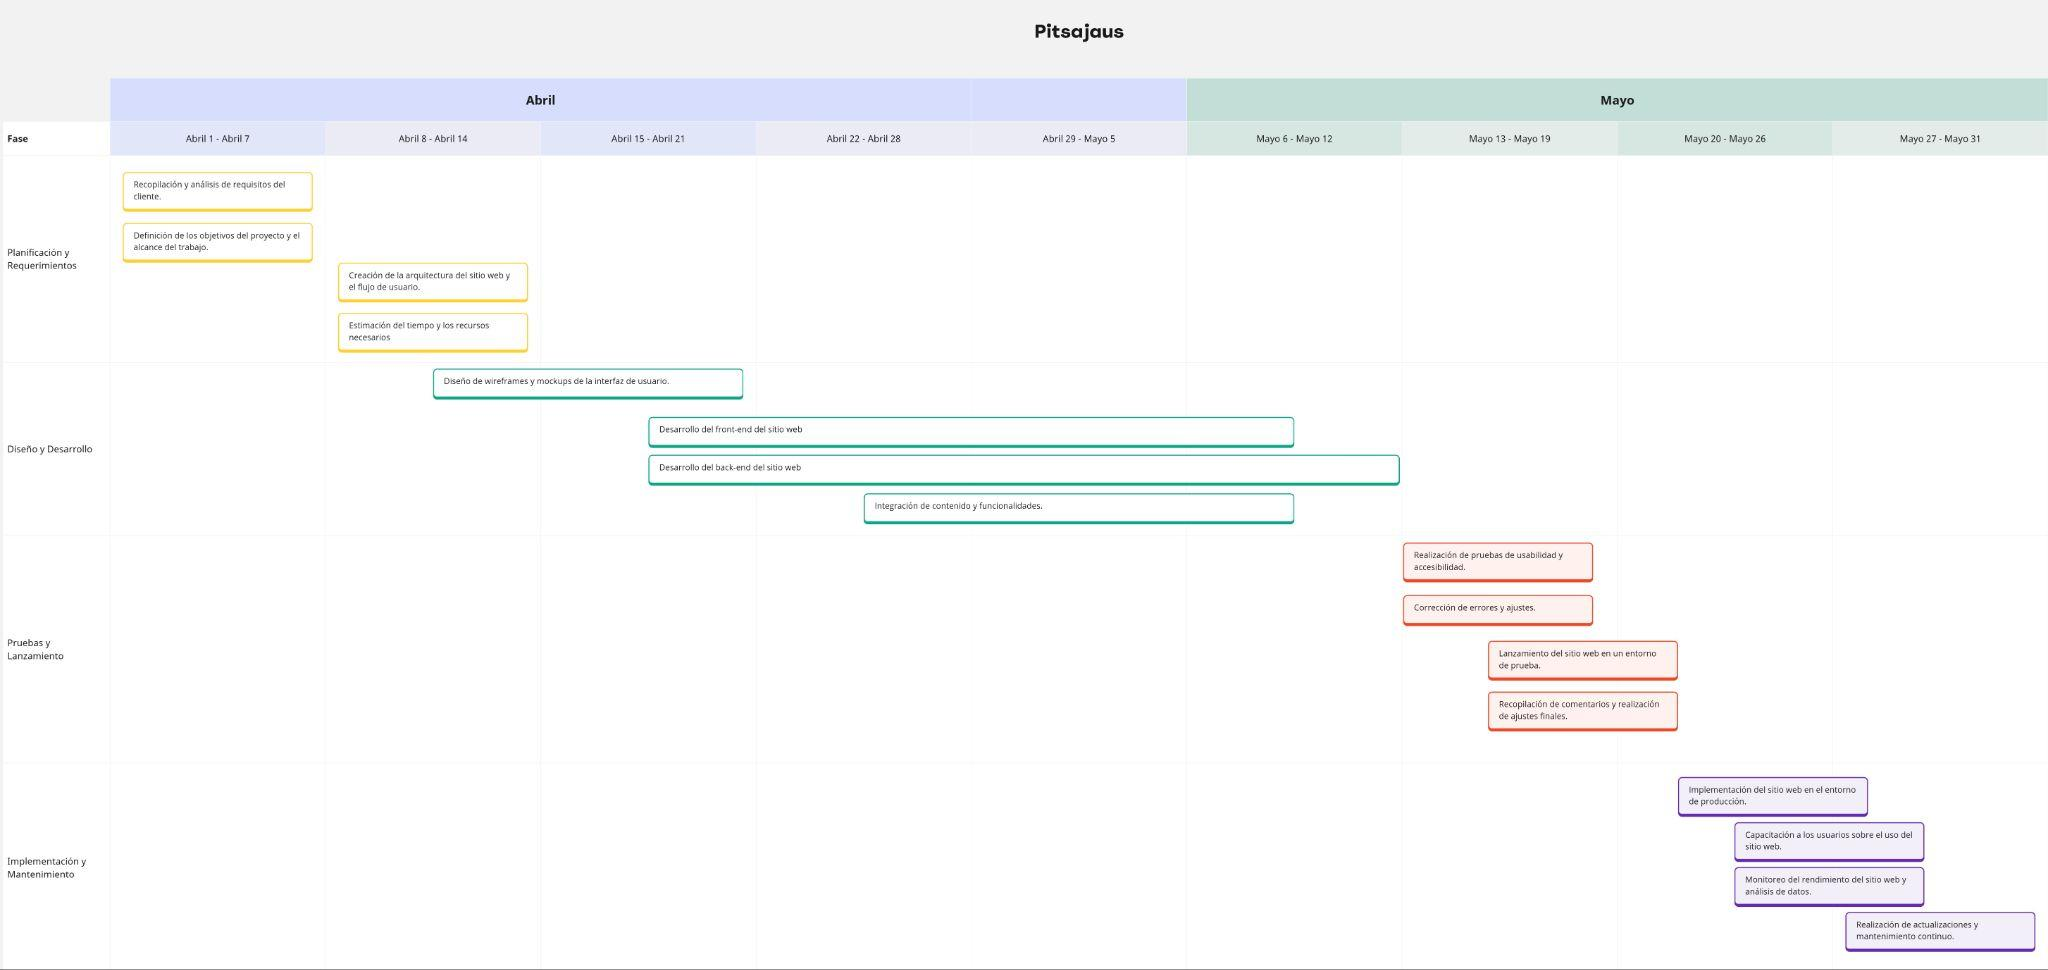 Pitsajaus
Abril
Mayo
Fase
Abril 1 - Abril 7
Abril 8 - Abril 14
Abril 15 - Abril 21
Abril 22 - Abril 28
Abril 29 - Mayo 5
Mayo 6 - Mayo 12
Mayo 13 - Mayo 19
Mayo 20 - Mayo 26
Mayo 27 - Mayo 31
Planificación y
Requerimientos
Recopilación y análisis de requisitos del
cliente.
Definición de los objetivos del proyecto y el
alcance del trabajo.
Creación de la arquitectura del sitio web y
el flujo de usuario.
Estimación del tiempo y los recursos
necesarios
Diseño y Desarrollo
Diseño de wireframes y mockups de la interfaz de usuario.
Desarrollo del front-end del sitio web
Desarrollo del back-end del sitio web
Integración de contenido y funcionalidades.
Pruebas y
Lanzamiento
Realización de pruebas de usabilidad y
accesibilidad.
Corrección de errores y ajustes.
Lanzamiento del sitio web en un entorno
de prueba.
Recopilación de comentarios y realización
de ajustes finales.
Implementación y
Mantenimiento
Implementación del sitio web en el entorno
de producción.
Capacitación a los usuarios sobre el uso del
sitio web.
Monitoreo del rendimiento del sitio web y
análisis de datos.
Realización de actualizaciones y
mantenimiento continuo.